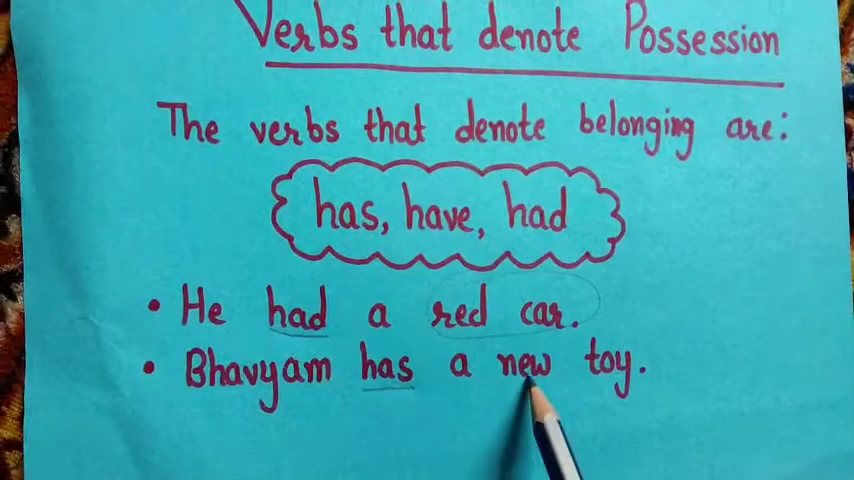 Verbs that denote Possession
The verbs that denote belonging are:
has, have, had
• He had a red car.
• Bhavyam has a new toy.